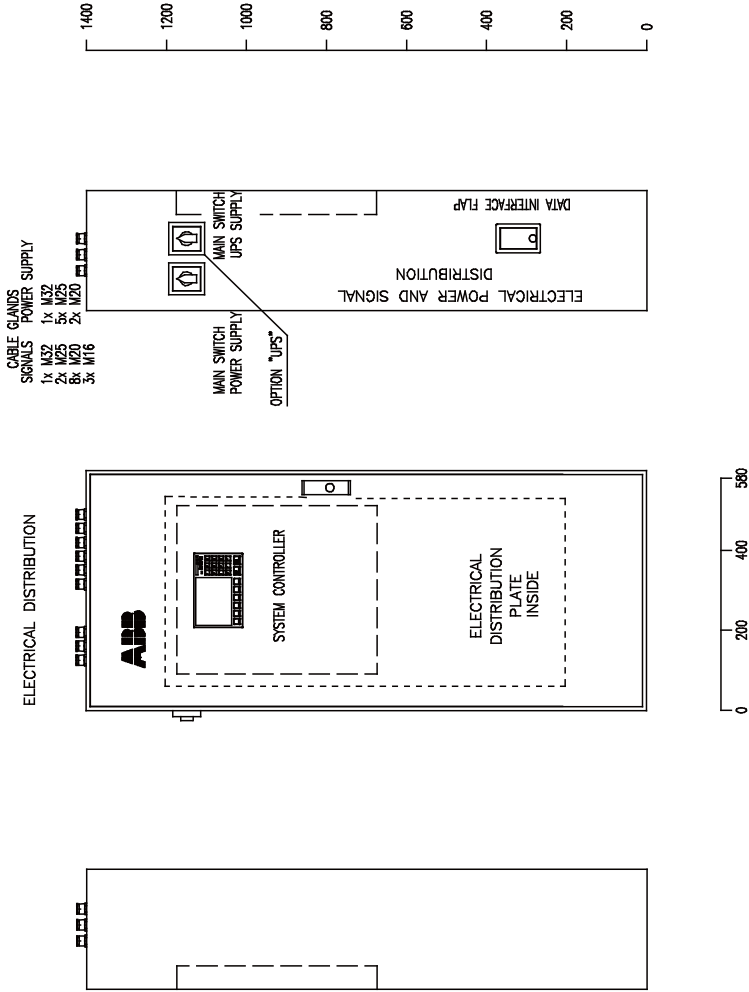 1400
1200
1000
800
600
400
200
0
CABLE GLANDS
SIGNALS POWER SUPPLY
1x M32 1x M32
2x M25 5x M25
8x M20 2x M20
3x M16
MAIN SWITCH
UPS SUPPLY
MAIN SWITCH
POWER SUPPLY
OPTION "UPS"
DATA INTERFACE FLAP
ELECTRICAL POWER AND SIGNAL
DISTRIBUTION
ELECTRICAL DISTRIBUTION
ABB
SYSTEM CONTROLLER
ELECTRICAL
DISTRIBUTION
PLATE
INSIDE
580
400
200
0